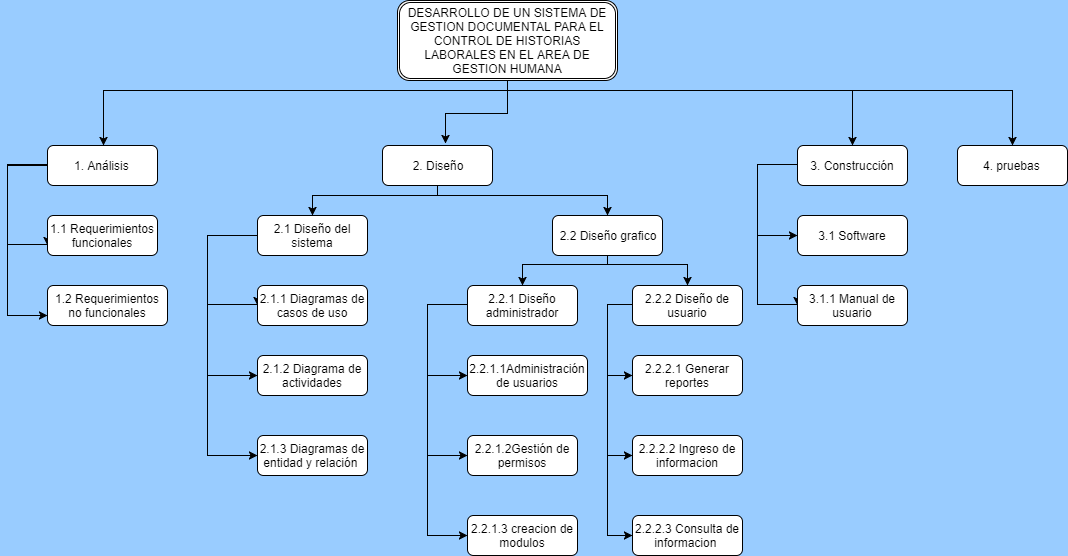 DESARROLLO DE UN SISTEMA DE
GESTION DOCUMENTAL PARA EL
CONTROL DE HISTORIAS
LABORALES EN EL AREA DE
GESTION HUMANA
1. Análisis
2. Diseño
3. Construcción
4. pruebas
1.1 Requerimientos
funcionales
1.2 Requerimientos
no funcionales
2.1 Diseño del
sistema
2.1.1 Diagramas de
casos de uso
2.1.2 Diagrama de
actividades
2.1.3 Diagramas de
entidad y relación
2.2 Diseño grafico
2.2.1 Diseño
administrador
2.2.1.1Administración
de usuarios
2.2.1.2Gestión de
permisos
2.2.1.3 creacion de
modulos
2.2.2 Diseño de
usuario
2.2.2.1 Generar
reportes
2.2.2.2 Ingreso de
informacion
2.2.2.3 Consulta de
informacion
3.1 Software
3.1.1 Manual de
usuario